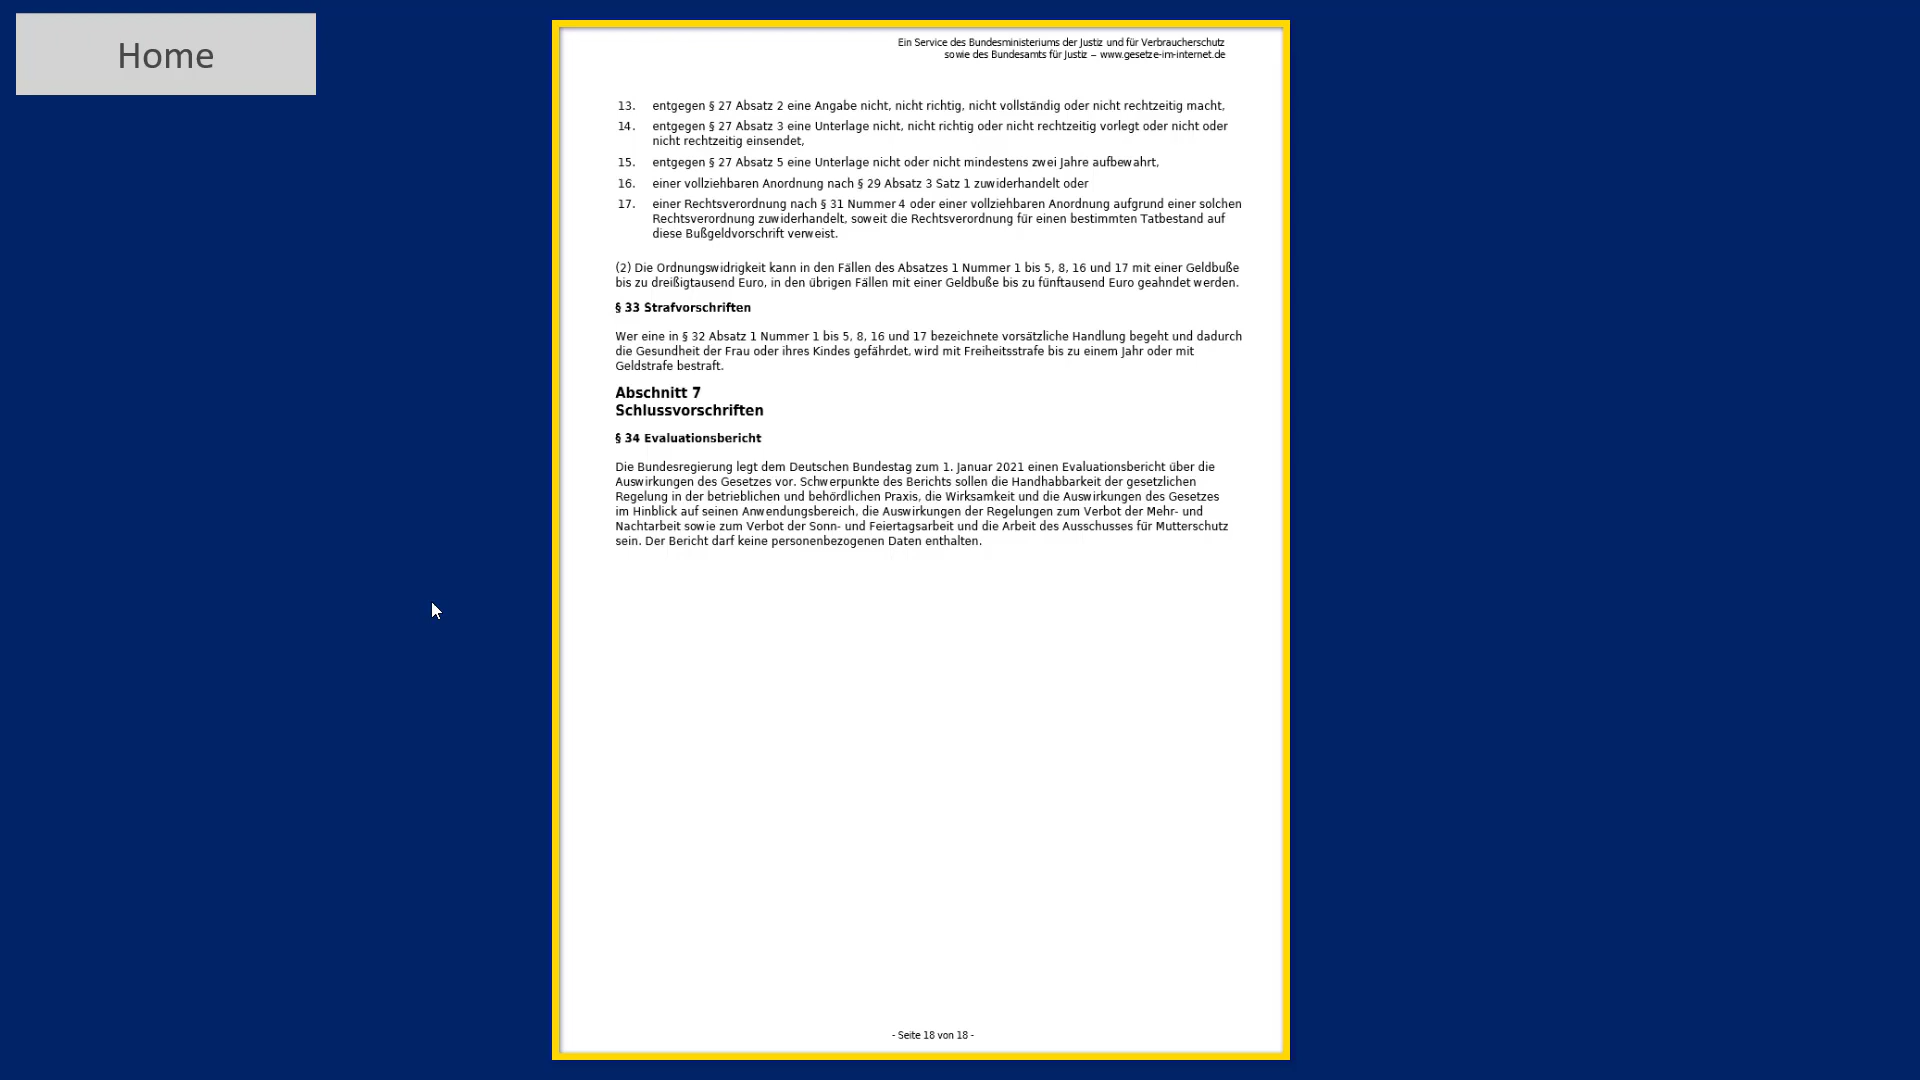 Home
Ein Service des Bundesministeriums der Justiz und für Verbraucherschutz
sowie des Bundesamts für Justiz – www.gesetze-im-internet.de
13. entgegen § 27 Absatz 2 eine Angabe nicht, nicht richtig, nicht vollständig oder nicht rechtzeitig macht,
14. entgegen § 27 Absatz 3 eine Unterlage nicht, nicht richtig oder nicht rechtzeitig vorlegt oder nicht oder
nicht rechtzeitig einsendet,
15. entgegen § 27 Absatz 5 eine Unterlage nicht oder nicht mindestens zwei Jahre aufbewahrt,
16. einer vollziehbaren Anordnung nach § 29 Absatz 3 Satz 1 zuwiderhandelt oder
17. einer Rechtsverordnung nach § 31 Nummer 4 oder einer vollziehbaren Anordnung aufgrund einer solchen
Rechtsverordnung zuwiderhandelt, soweit die Rechtsverordnung für einen bestimmten Tatbestand auf
diese Bußgeldvorschrift verweist.
(2) Die Ordnungswidrigkeit kann in den Fällen des Absatzes 1 Nummer 1 bis 5, 8, 16 und 17 mit einer Geldbuße
bis zu dreißigtausend Euro, in den übrigen Fällen mit einer Geldbuße bis zu fünftausend Euro geahndet werden.
§ 33 Strafvorschriften
Wer eine in § 32 Absatz 1 Nummer 1 bis 5, 8, 16 und 17 bezeichnete vorsätzliche Handlung begeht und dadurch
die Gesundheit der Frau oder ihres Kindes gefährdet, wird mit Freiheitsstrafe bis zu einem Jahr oder mit
Geldstrafe bestraft.
Abschnitt 7
Schlussvorschriften
§ 34 Evaluationsbericht
Die Bundesregierung legt dem Deutschen Bundestag zum 1. Januar 2021 einen Evaluationsbericht über die
Auswirkungen des Gesetzes vor. Schwerpunkte des Berichts sollen die Handhabbarkeit der gesetzlichen
Regelung in der betrieblichen und behördlichen Praxis, die Wirksamkeit und die Auswirkungen des Gesetzes
im Hinblick auf seinen Anwendungsbereich, die Auswirkungen der Regelungen zum Verbot der Mehr- und
Nachtarbeit sowie zum Verbot der Sonn- und Feiertagsarbeit und die Arbeit des Ausschusses für Mutterschutz
sein. Der Bericht darf keine personenbezogenen Daten enthalten.
- Seite 18 von 18 -